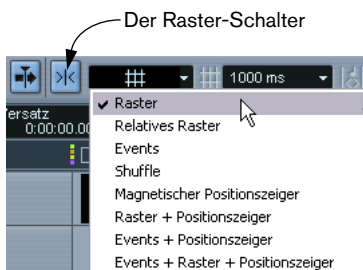 Der Raster-Schalter
1000 ms
ersatz
0:00:00.00
Raster
Relatives Raster
Events
Shuffle
Magnetischer Positionszeiger
Raster + Positionszeiger
Events + Positionszeiger
Events + Raster + Positionszeiger